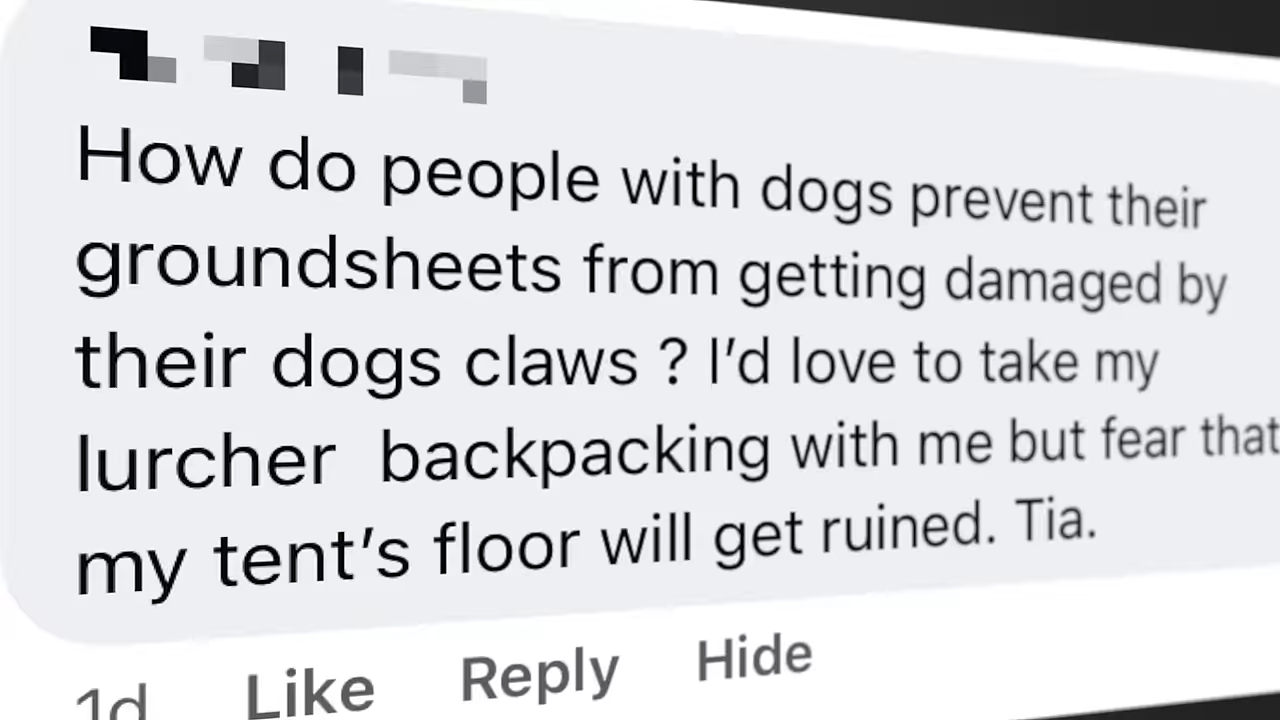 How do people with dogs prevent their
groundsheets from getting damaged by
their dogs claws ? I’d love to take my
lurcher  backpacking with me but fear that
my tent’s floor will get ruined. Tia.
1d Like Reply Hide